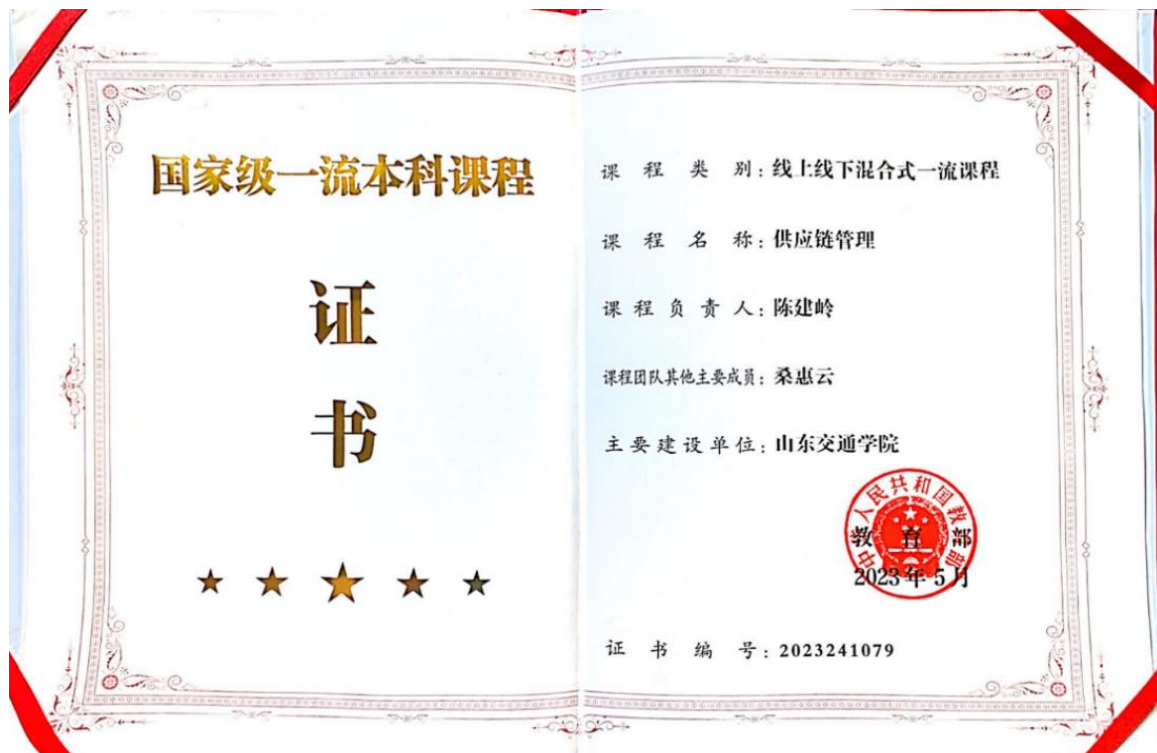 国家级一流本科课程
证
书
课程类别：线上线下混合式一流课程
课程名称：供应链管理
课程负责人：陈建岭
课程团队其他主要成员：桑惠云
主要建设单位：山东交通学院
中华人民共和国教育部
教育部
2023年5月
证书编号：2023241079